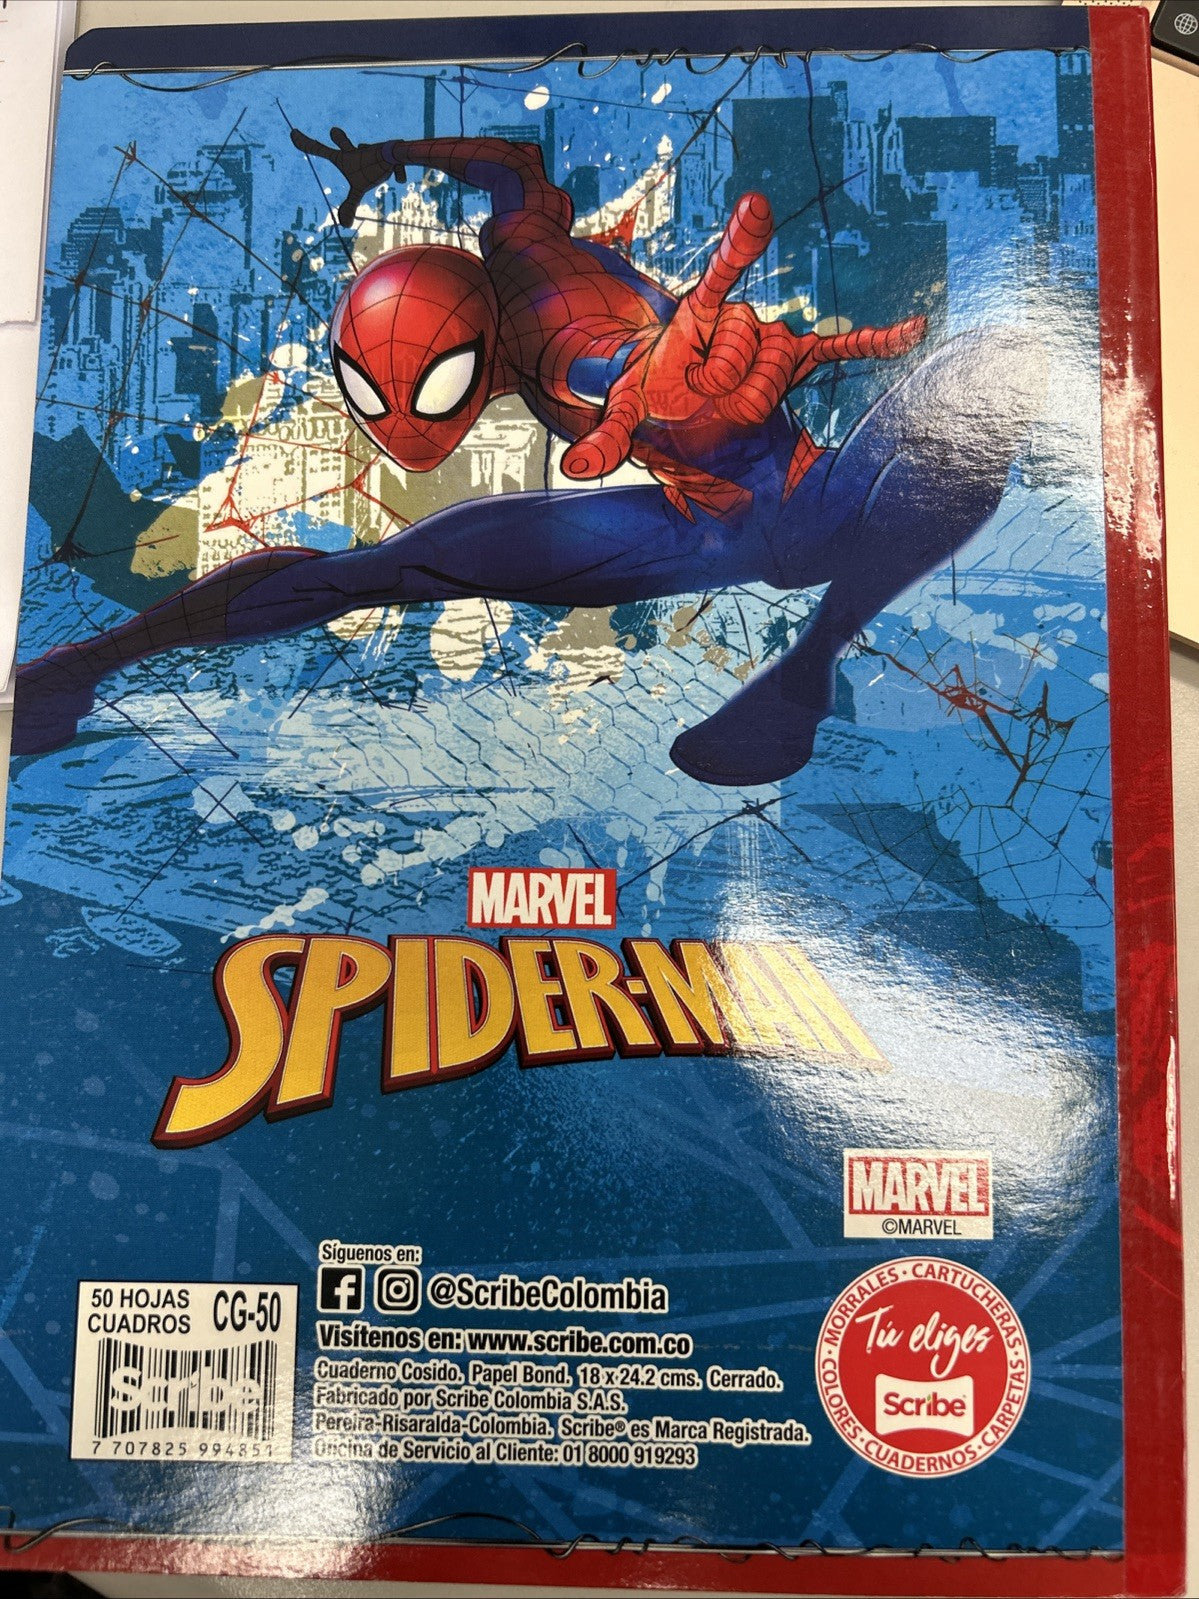 MARVEL
SPIDER-MAN
MARVEL
©MARVEL
Síguenos en:
@ScribeColombia
Visítenos en: www.scribe.com.co
Cuaderno Cosido. Papel Bond. 18 x 24.2 cms. Cerrado.
Fabricado por Scribe Colombia S.A.S.
Pereira-Risaralda-Colombia. Scribe® es Marca Registrada.
Oficina de Servicio al Cliente: 01 8000 919293
50 HOJAS
CUADROS
CG-50
Scribe
7 707825 994851
COLORES · MORRALES · CARTUCHERAS · CARPETAS · CUADERNOS ·
Tú eliges
Scribe